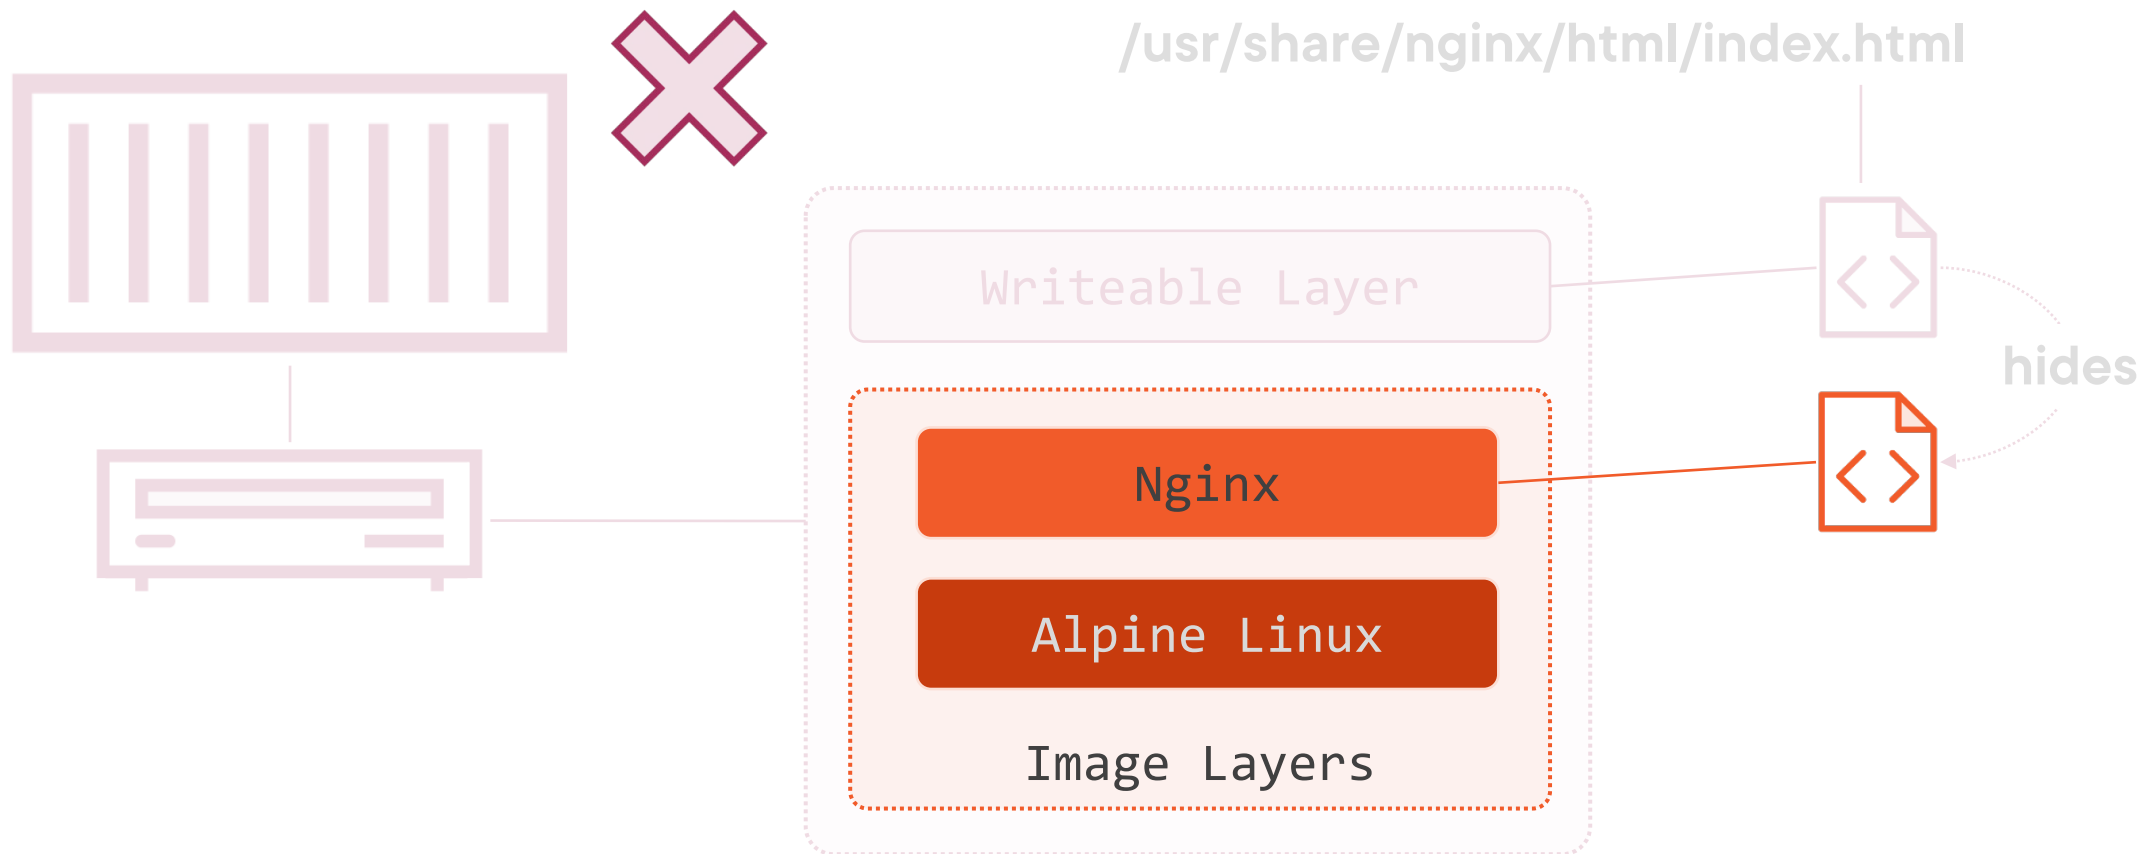 /usr/share/nginx/html/index.html
Writeable Layer
hides
Nginx
Alpine Linux
Image Layers